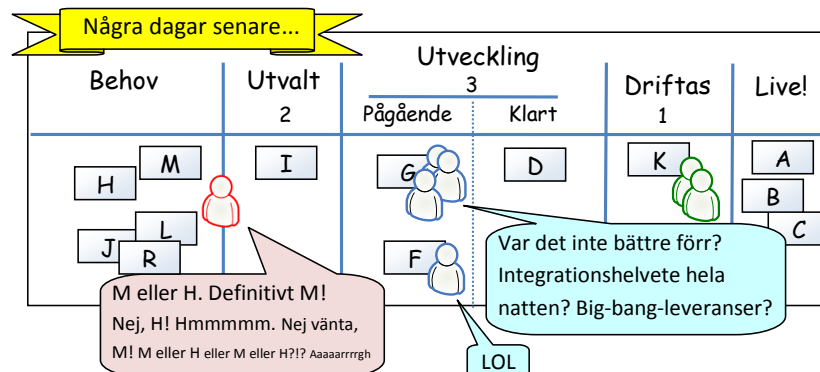 Några dagar senare...
Behov
Utvalt
2
Utveckling
3
Pågående
Klart
Driftas
1
Live!
H
M
J
L
R
I
G
F
D
K
A
B
C
M eller H. Definitivt M!
Nej, H! Hmmmmm. Nej vänta,
M! M eller H eller M eller H?!? Aaaaarrrrgh
Var det inte bättre förr?
Integrationshelvete hela
natten? Big-bang-leveranser?
LOL